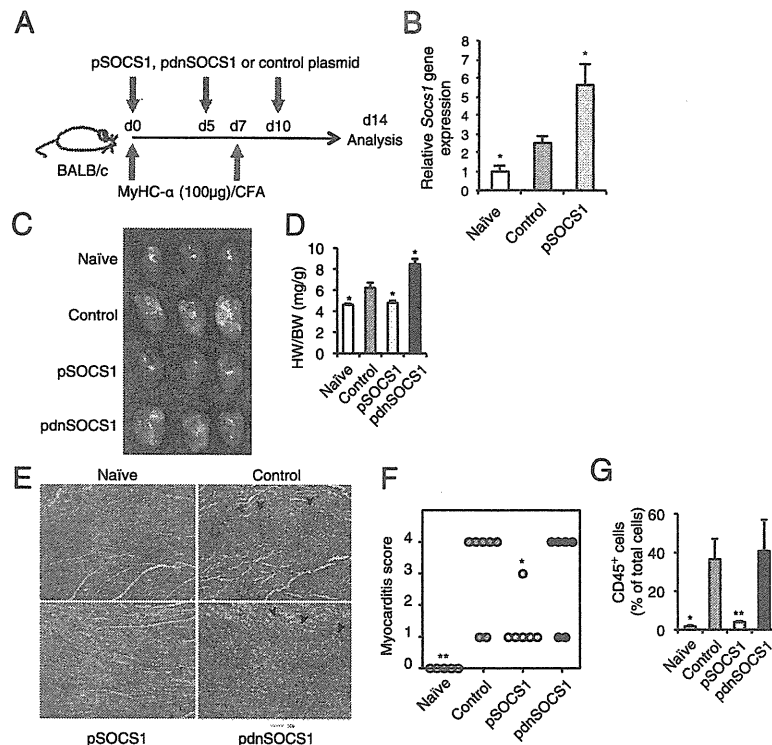 A
pSOCS1, pdnSOCS1 or control plasmid
d0 d5 d7 d10
d14
Analysis
BALB/c
MyHC-α (100µg)/CFA
B
Relative Socs1 gene
expression
8
7
6
5
4
3
2
1
0
*
*
Naïve
Control
pSOCS1
C
Naïve
Control
pSOCS1
pdnSOCS1
D
HW/BW (mg/g)
10
8
6
4
2
0
*
*
*
Naïve
Control
pSOCS1
pdnSOCS1
E
Naïve Control
pSOCS1 pdnSOCS1
F
Myocarditis score
4
3
2
1
0
**
*
Naïve
Control
pSOCS1
pdnSOCS1
G
CD45+ cells
(% of total cells)
60
40
20
0
*
**
Naïve
Control
pSOCS1
pdnSOCS1